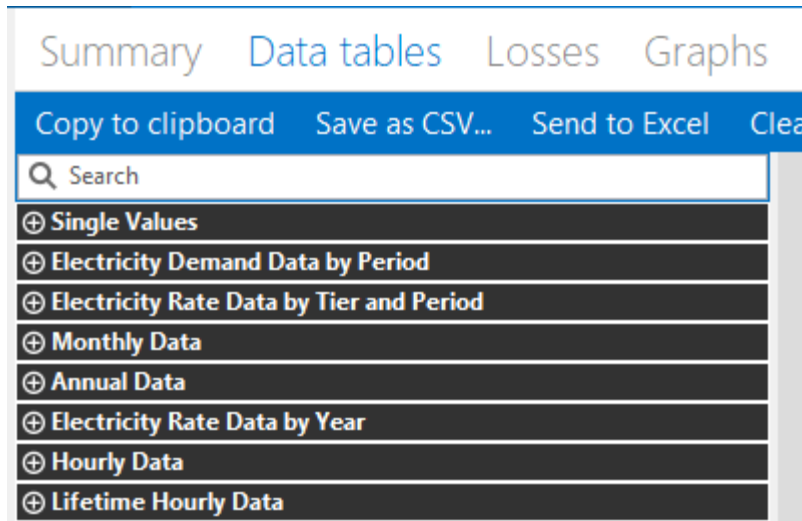 Summary Data tables Losses Graphs
Copy to clipboard Save as CSV... Send to Excel
Search
Single Values
Electricity Demand Data by Period
Electricity Rate Data by Tier and Period
Monthly Data
Annual Data
Electricity Rate Data by Year
Hourly Data
Lifetime Hourly Data